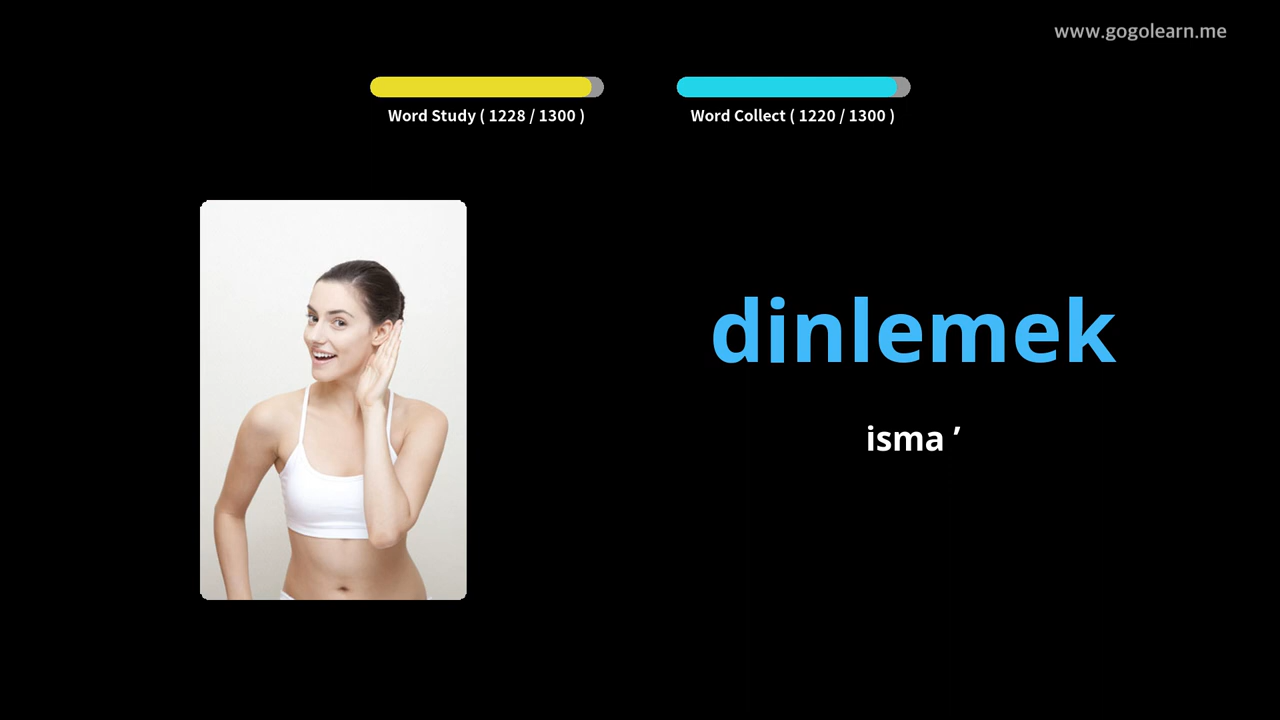 www.gogolearn.me
Word Study ( 1228 / 1300 )
Word Collect ( 1220 / 1300 )
dinlemek
isma ’